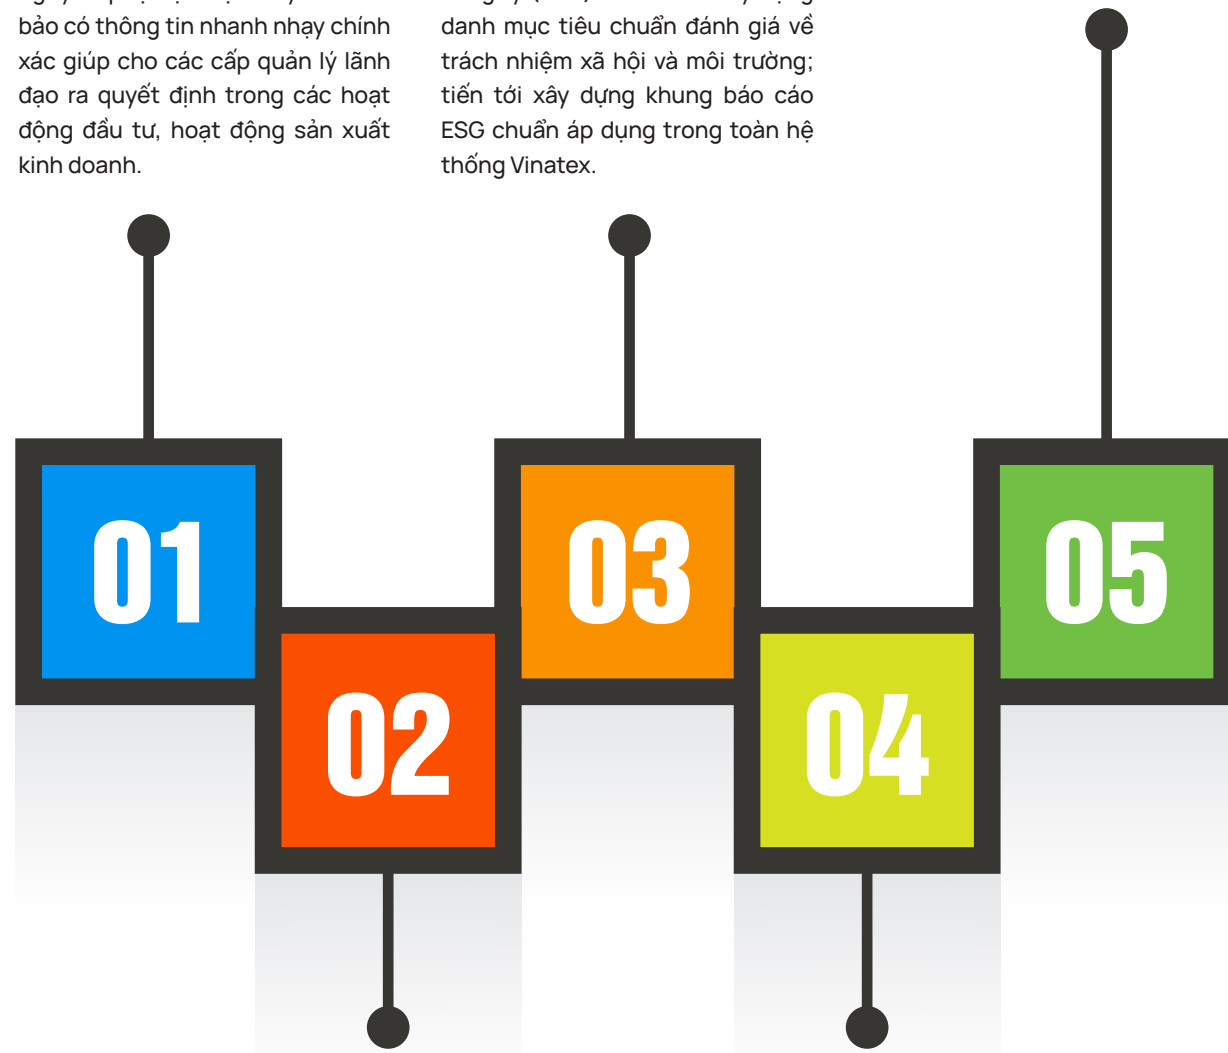 bảo có thông tin nhanh nhạy chính
xác giúp cho các cấp quản lý lãnh
đạo ra quyết định trong các hoạt
động đầu tư, hoạt động sản xuất
kinh doanh.
danh mục tiêu chuẩn đánh giá về
trách nhiệm xã hội và môi trường;
tiến tới xây dựng khung báo cáo
ESG chuẩn áp dụng trong toàn hệ
thống Vinatex.
01
02
03
04
05